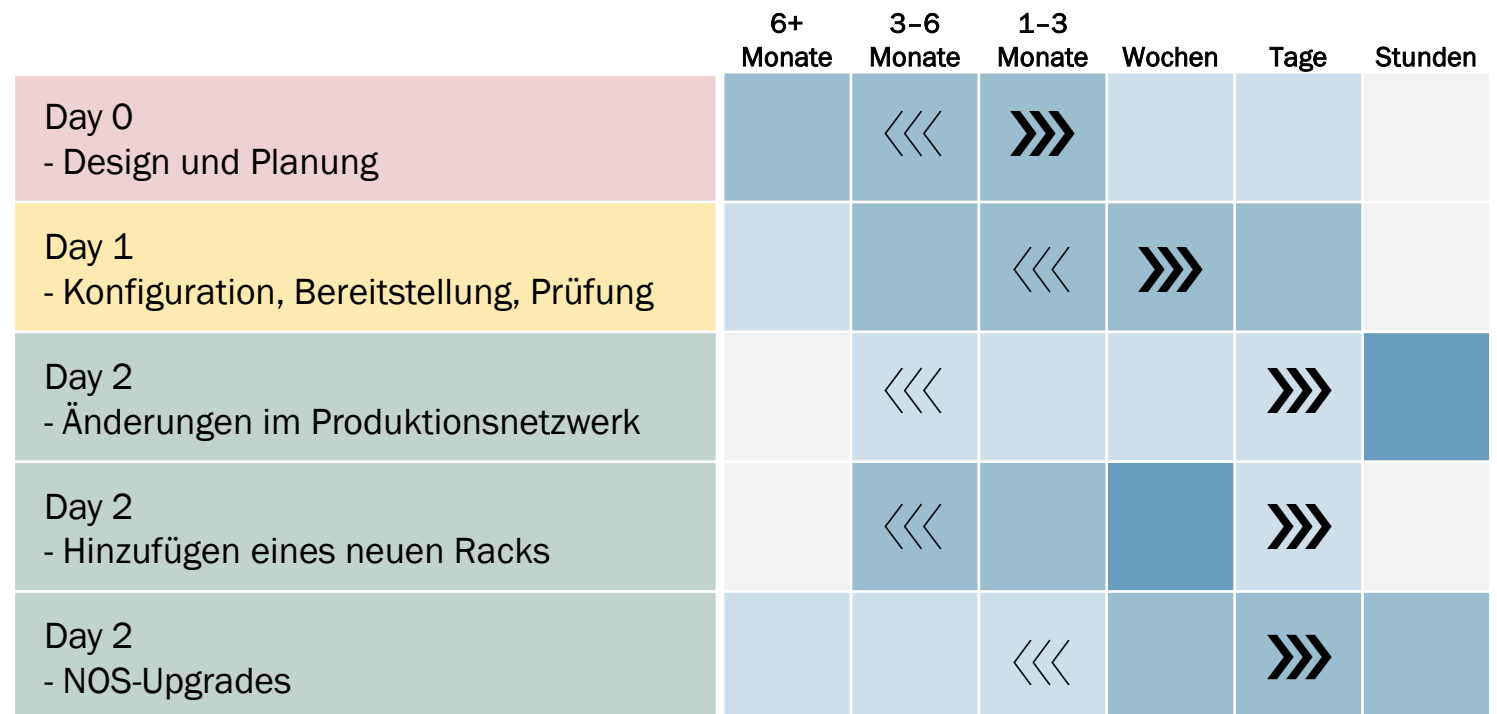 6+ Monate
3–6 Monate
1–3 Monate
Wochen
Tage
Stunden
Day 0
- Design und Planung
Day 1
- Konfiguration, Bereitstellung, Prüfung
Day 2
- Änderungen im Produktionsnetzwerk
Day 2
- Hinzufügen eines neuen Racks
Day 2
- NOS-Upgrades